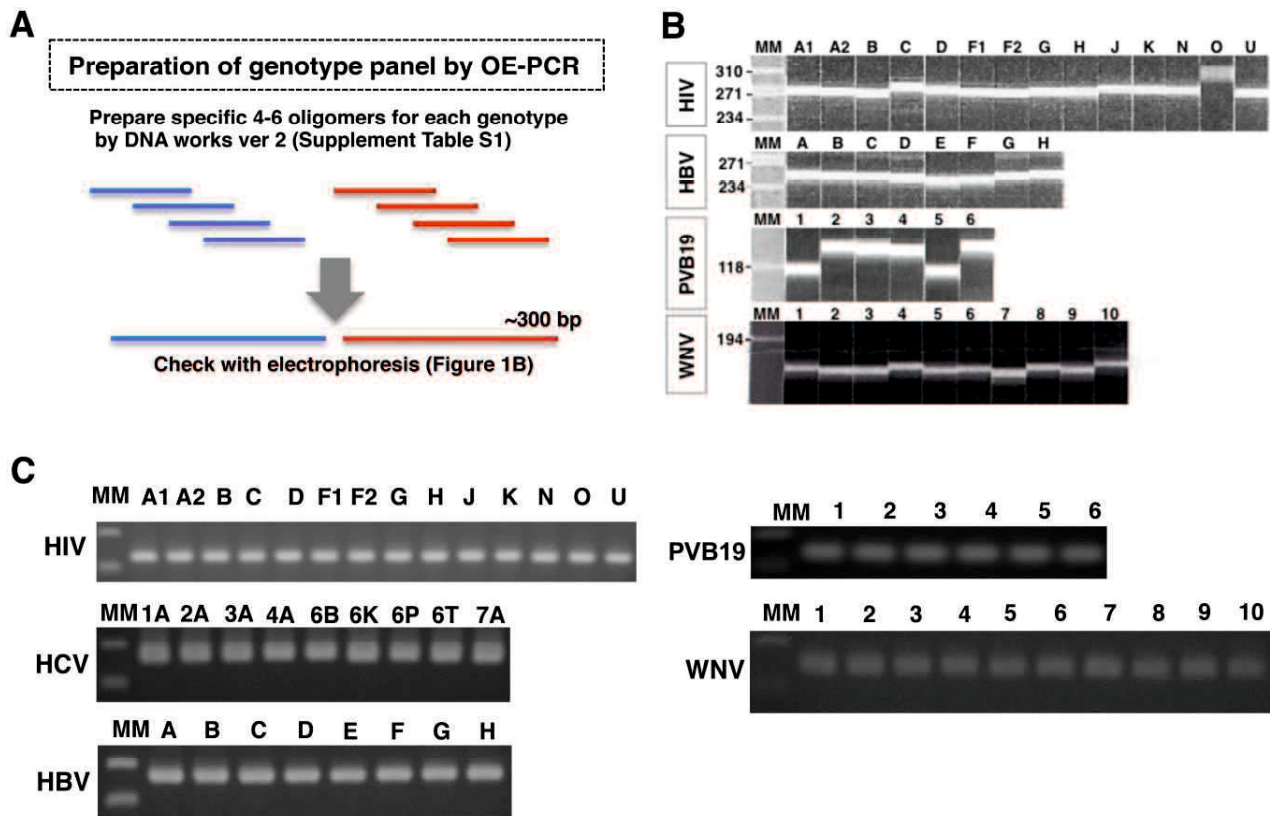 A
Preparation of genotype panel by OE-PCR
Prepare specific 4-6 oligomers for each genotype
by DNA works ver 2 (Supplement Table S1)
~300 bp
Check with electrophoresis (Figure 1B)
B
MM A1 A2 B C D F1 F2 G H J K N O U
HIV
310
271
234
MM A B C D E F G H
HBV
271
234
1 2 3 4 5 6
PVB19
118
MM 1 2 3 4 5 6 7 8 9 10
WNV
194
C
MM A1 A2 B C D F1 F2 G H J K N O U
HIV
MM 1A 2A 3A 4A 6B 6K 6P 6T 7A
HCV
MM A B C D E F G H
HBV
MM 1 2 3 4 5 6
PVB19
MM 1 2 3 4 5 6 7 8 9 10
WNV